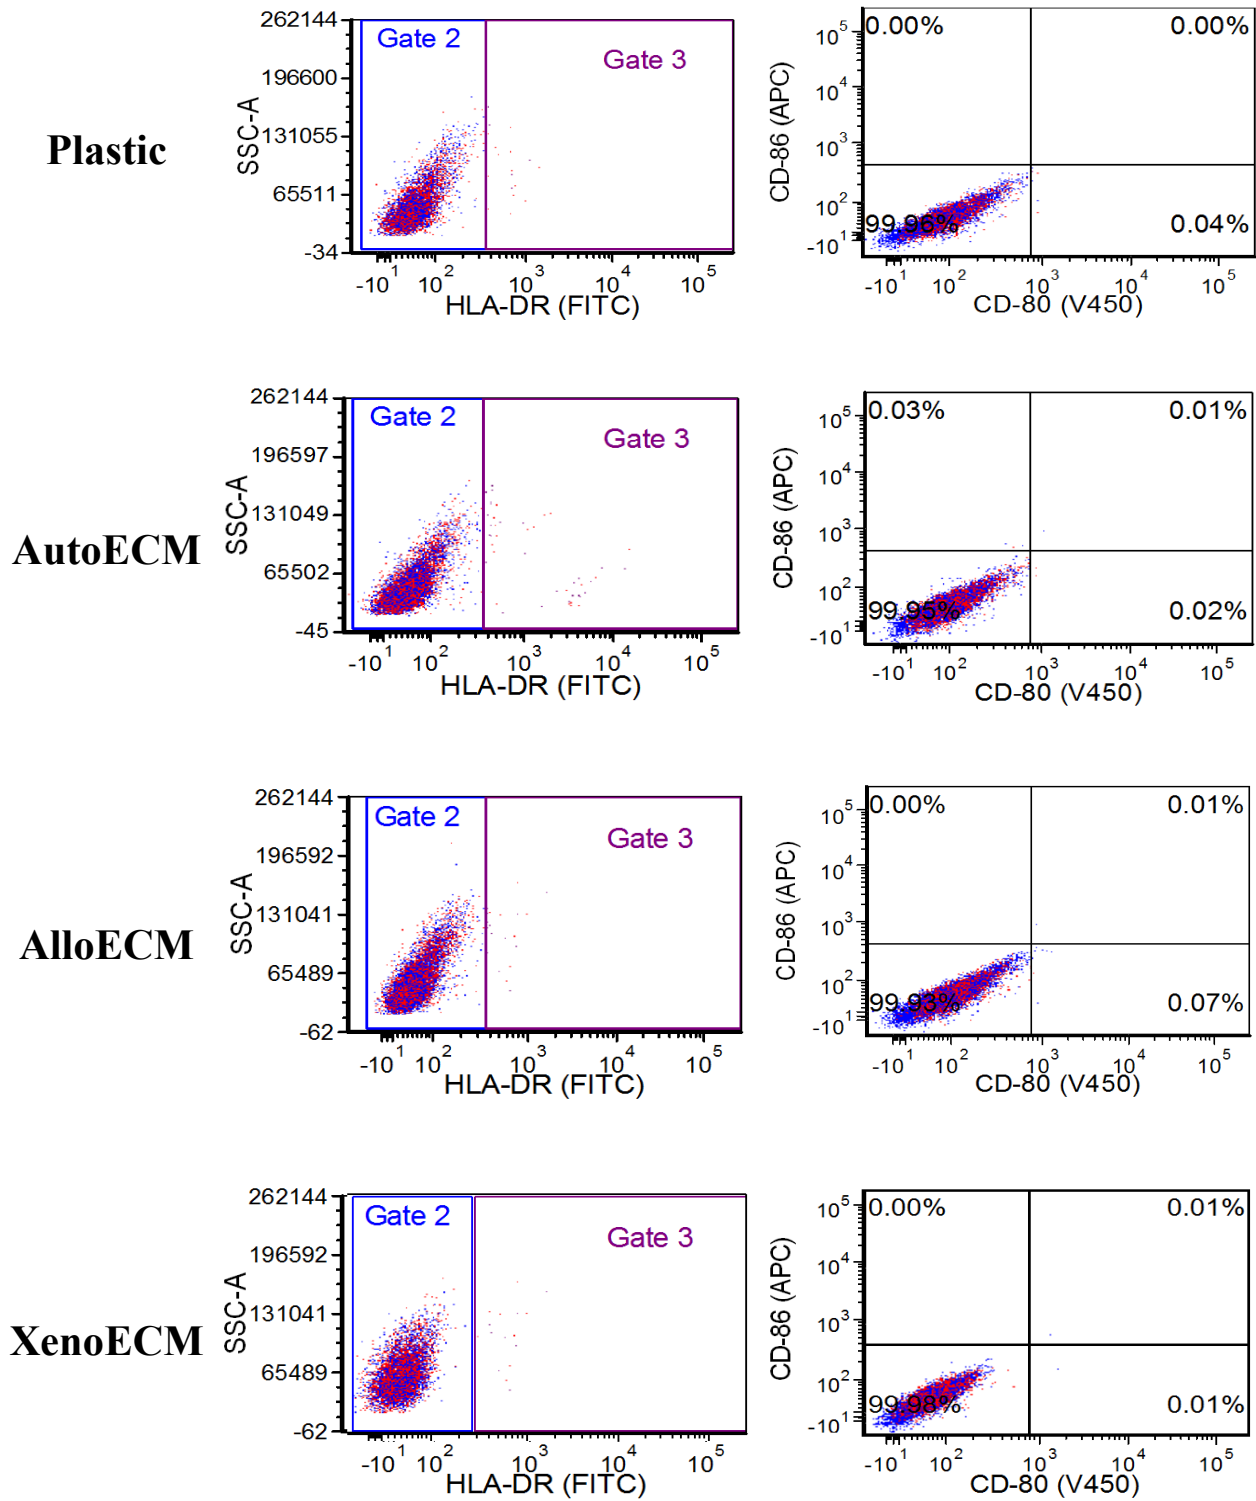 Plastic
262144
196600
131055
65511
-34
SSC-A
Gate 2
Gate 3
-10^1 10^2 10^3 10^4 10^5
HLA-DR (FITC)
0.00% 0.00%
99.96% 0.04%
10^5
10^4
10^3
10^2
-10^1
CD-86 (APC)
-10^1 10^2 10^3 10^4 10^5
CD-80 (V450)
AutoECM
262144
196597
131049
65502
-45
SSC-A
Gate 2
Gate 3
-10^1 10^2 10^3 10^4 10^5
HLA-DR (FITC)
0.03% 0.01%
99.95% 0.02%
10^5
10^4
10^3
10^2
-10^1
CD-86 (APC)
-10^1 10^2 10^3 10^4 10^5
CD-80 (V450)
AlloECM
262144
196592
131041
65489
-62
SSC-A
Gate 2
Gate 3
-10^1 10^2 10^3 10^4 10^5
HLA-DR (FITC)
0.00% 0.01%
99.93% 0.07%
10^5
10^4
10^3
10^2
-10^1
CD-86 (APC)
-10^1 10^2 10^3 10^4 10^5
CD-80 (V450)
XenoECM
262144
196592
131041
65489
-62
SSC-A
Gate 2
Gate 3
-10^1 10^2 10^3 10^4 10^5
HLA-DR (FITC)
0.00% 0.01%
99.98% 0.01%
10^5
10^4
10^3
10^2
-10^1
CD-86 (APC)
-10^1 10^2 10^3 10^4 10^5
CD-80 (V450)